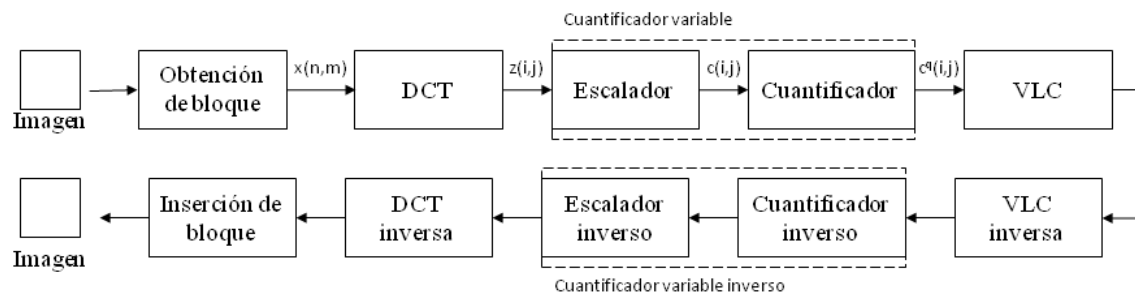 Cuantificador variable
Imagen
Obtención
de bloque
x(n,m)
DCT
z(i,j)
Escalador
c(i,j)
Cuantificador
cq(i,j)
VLC
Imagen
Inserción de
bloque
DCT
inversa
Escalador
inverso
Cuantificador
inverso
VLC
inversa
Cuantificador variable inverso